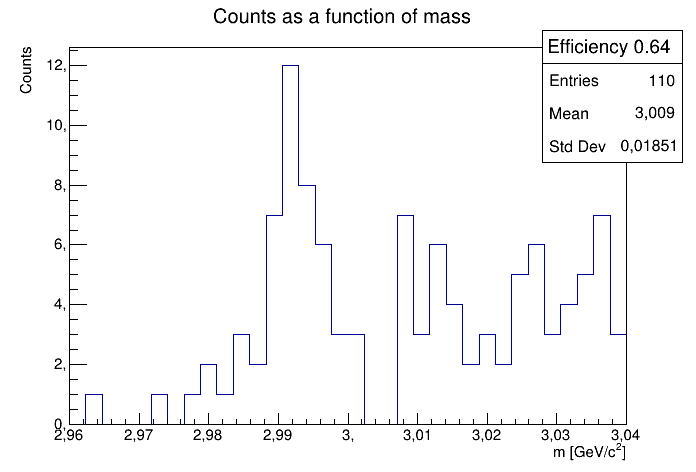 Counts as a function of mass
Efficiency 0.64
Entries 110
Mean 3,009
Std Dev 0,01851
Counts
12,
10,
8,
6,
4,
2,
0,
2,96 2,97 2,98 2,99 3, 3,01 3,02 3,03 3,04
m [GeV/c²]